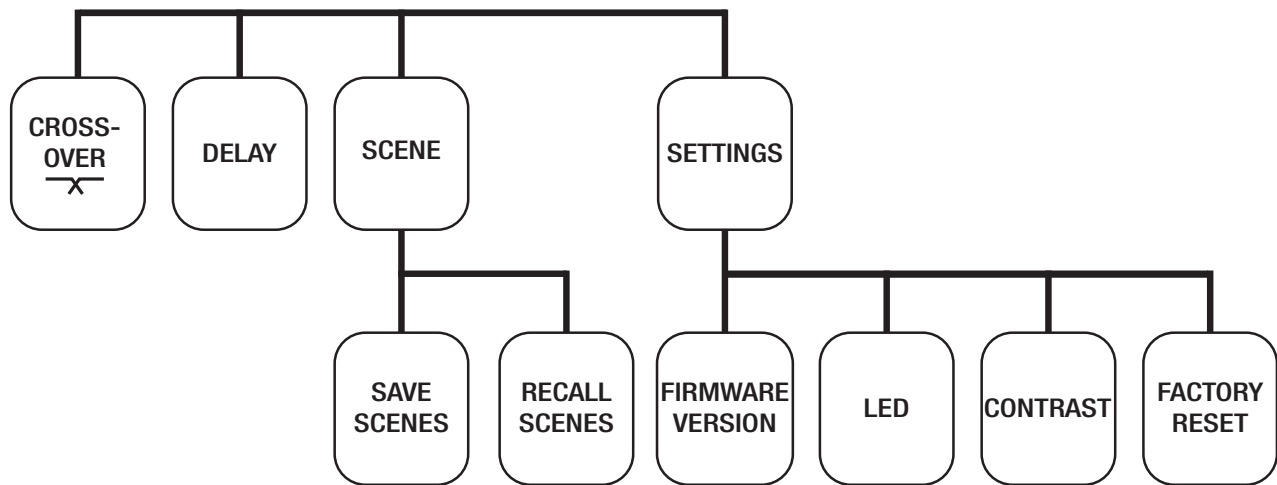 CROSS-
OVER
DELAY
SCENE
SETTINGS
SAVE
SCENES
RECALL
SCENES
FIRMWARE
VERSION
LED
CONTRAST
FACTORY
RESET